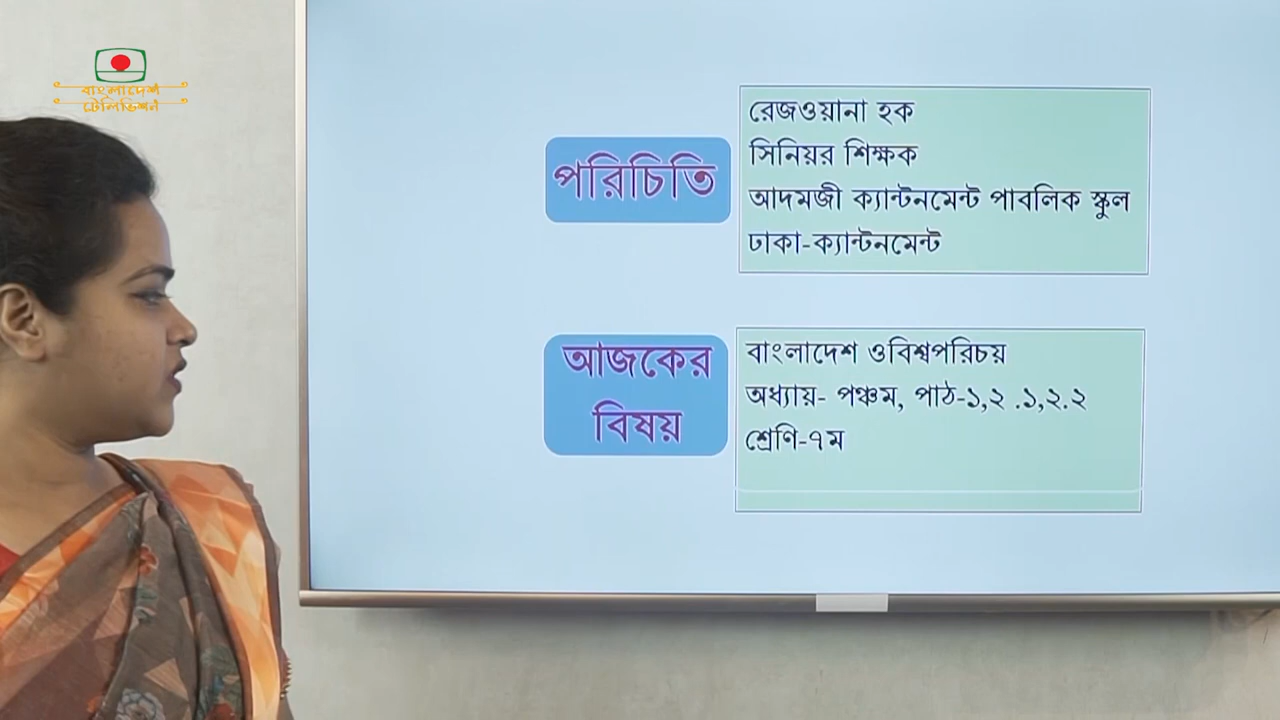 বাংলাদেশ
টেলিভিশন
পরিচিতি
রেজওয়ানা হক
সিনিয়র শিক্ষক
আদমজী ক্যান্টনমেন্ট পাবলিক স্কুল
ঢাকা-ক্যান্টনমেন্ট
আজকের
বিষয়
বাংলাদেশ ওবিশ্বপরিচয়
অধ্যায়- পঞ্চম, পাঠ-১,২ .১,২.২
শ্রেণি-৭ম